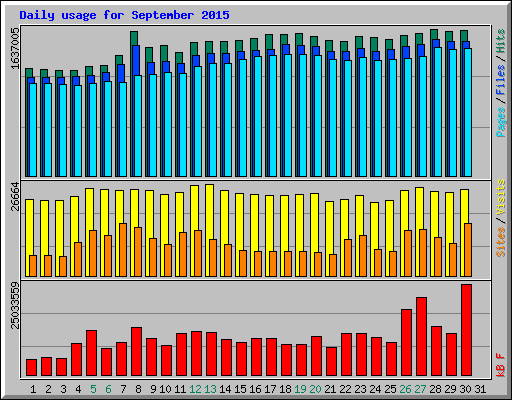 Daily usage for September 2015
1637005
Pages/Files/Hits
26664
Sites/Visits
25033559
kB F
1 2 3 4 5 6 7 8 9 10 11 12 13 14 15 16 17 18 19 20 21 22 23 24 25 26 27 28 29 30 31